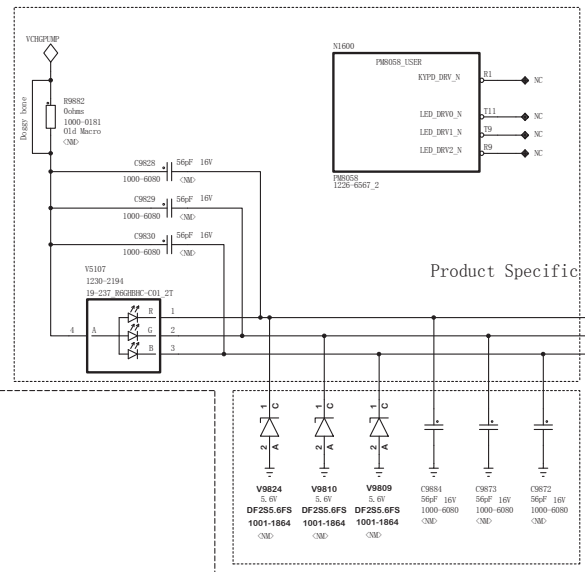 VCHGPUMP
Doggy bone
R9882
0ohms
1000-0181
Old Macro
<NM>
N1600
PM8058_USER
KYPD_DRV_N
R1
NC
LED_DRV0_N
T11
NC
LED_DRV1_N
T9
NC
LED_DRV2_N
R9
NC
PM8058
1226-6567_2
C9828
56pF 16V
1000-6080
<NM>
C9829
56pF 16V
1000-6080
<NM>
C9830
56pF 16V
1000-6080
<NM>
Product Specific
V5107
1230-2194
19-237_R6GHBHC-C01_2T
4
A
R
1
G
2
B
3
1
C
2
A
1
C
2
A
1
C
2
A
V9824
5.6V
DF2S5.6FS
1001-1864
<NM>
V9810
5.6V
DF2S5.6FS
1001-1864
<NM>
V9809
5.6V
DF2S5.6FS
1001-1864
<NM>
C9884
56pF 16V
1000-6080
<NM>
C9873
56pF 16V
1000-6080
<NM>
C9872
56pF 16V
1000-6080
<NM>